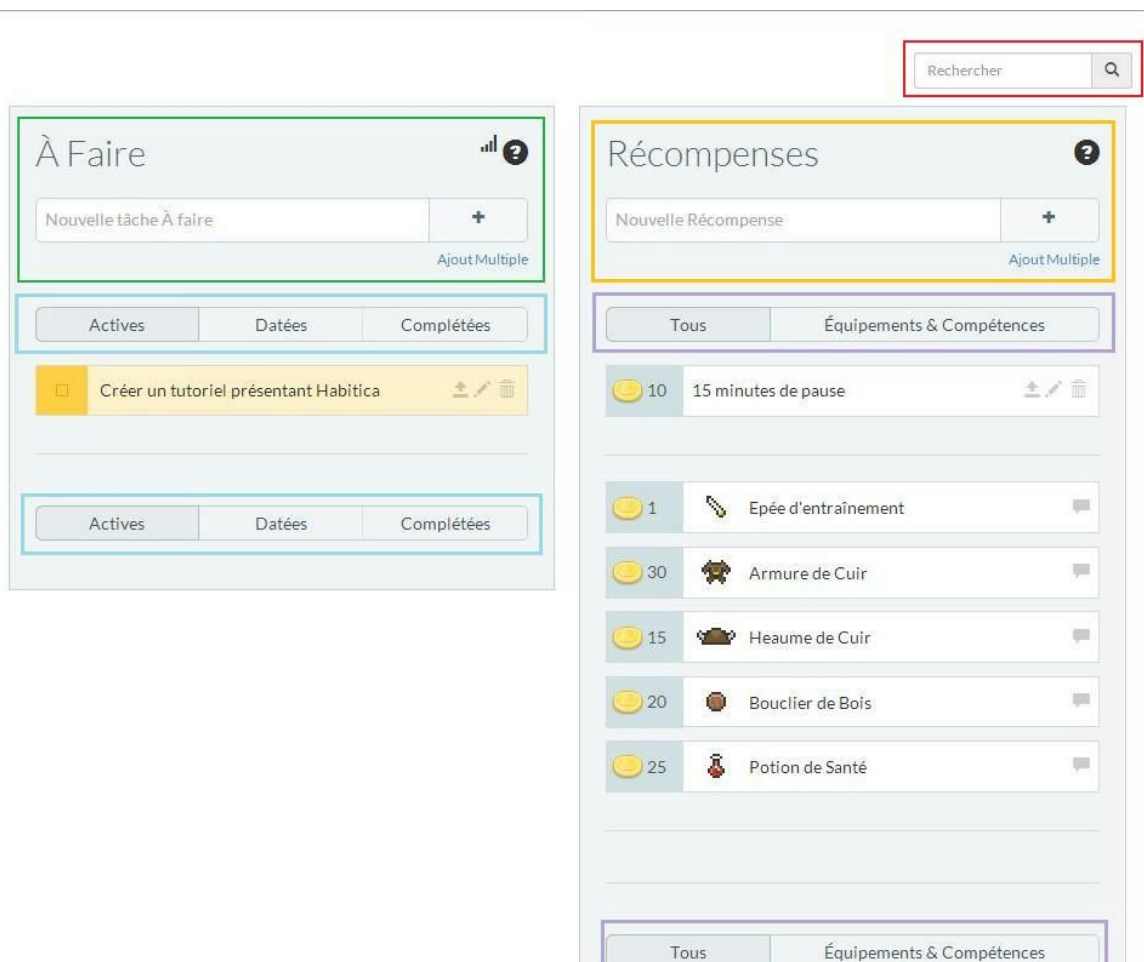 Rechercher
À Faire
Nouvelle tâche À faire
+
Ajout Multiple
Actives Datées Complétées
Créer un tutoriel présentant Habitica
Actives Datées Complétées
Récompenses
Nouvelle Récompense
+
Ajout Multiple
Tous Équipements & Compétences
10 15 minutes de pause
1 Epée d'entraînement
30 Armure de Cuir
15 Heaume de Cuir
20 Bouclier de Bois
25 Potion de Santé
Tous Équipements & Compétences